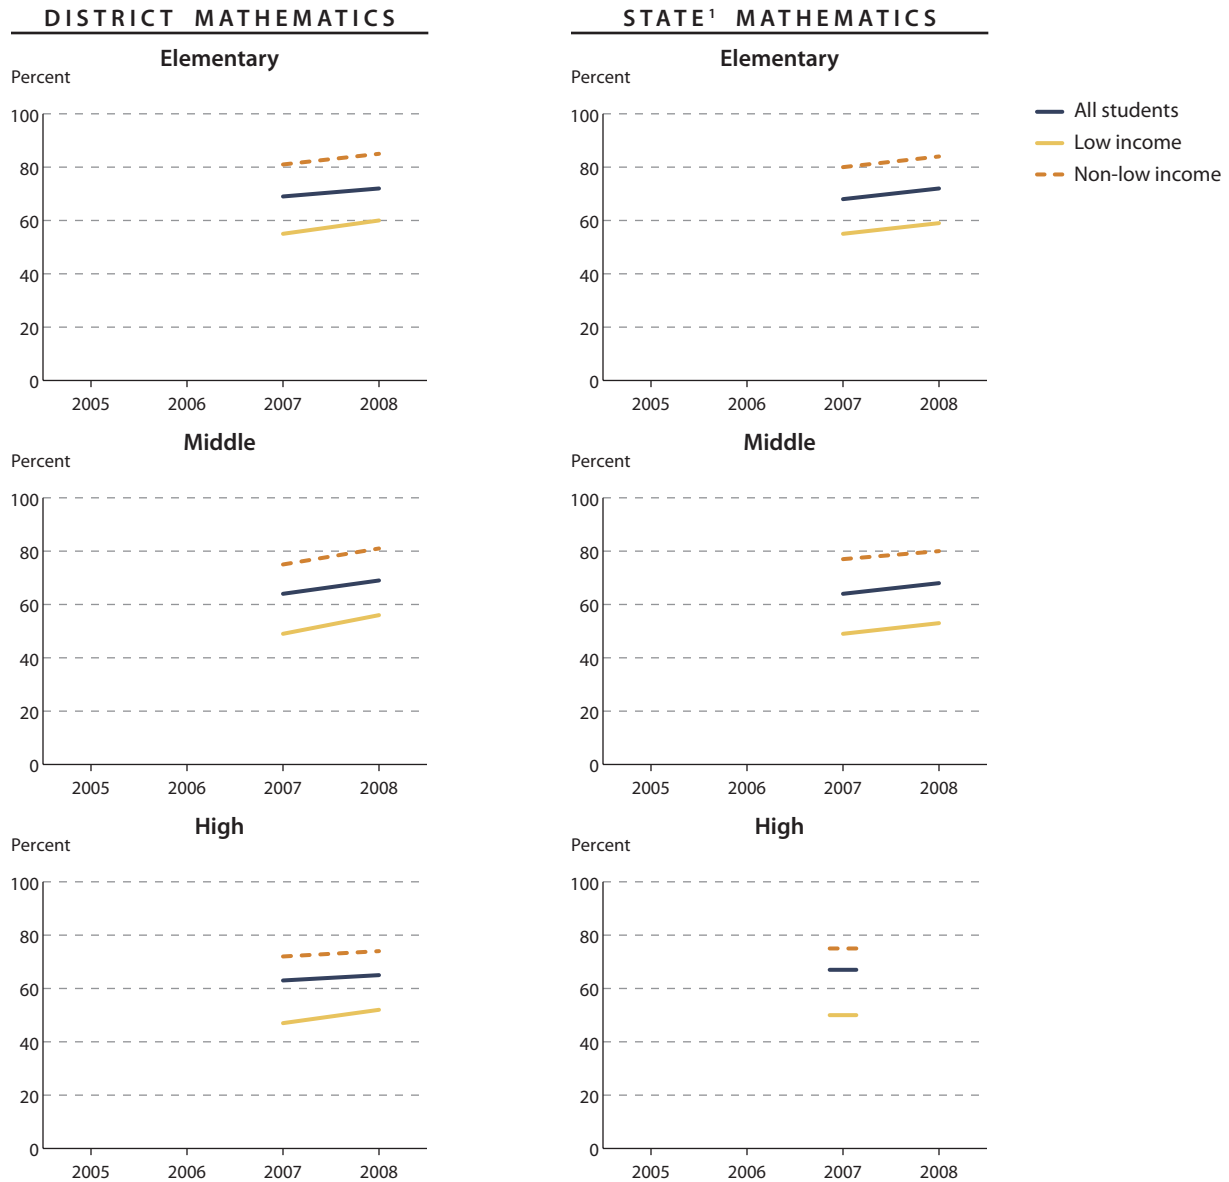 DISTRICT MATHEMATICS
Elementary
Percent
100
80
60
40
20
0
2005 2006 2007 2008
Middle
Percent
100
80
60
40
20
0
2005 2006 2007 2008
High
Percent
100
80
60
40
20
0
2005 2006 2007 2008
STATE¹ MATHEMATICS
Elementary
Percent
100
80
60
40
20
0
2005 2006 2007 2008
Middle
Percent
100
80
60
40
20
0
2005 2006 2007 2008
High
Percent
100
80
60
40
20
0
2005 2006 2007 2008
All students
Low income
Non-low income